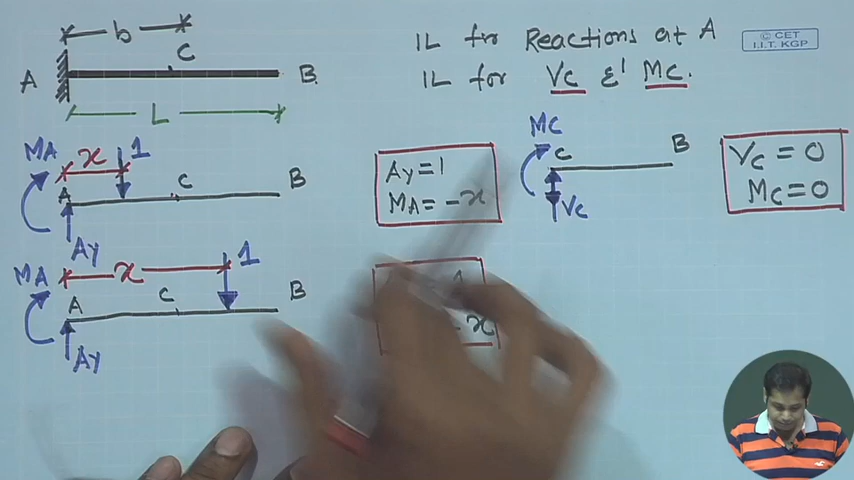 b
C
A
B
L
IL for Reactions at A
IL for VC & MC.
© CET
I.I.T. KGP
MA
x
1
A
C
B
Ay
Ay = 1
MA = -x
MC
C
B
VC
VC = 0
MC = 0
MA
x
1
A
C
B
Ay
1
- x